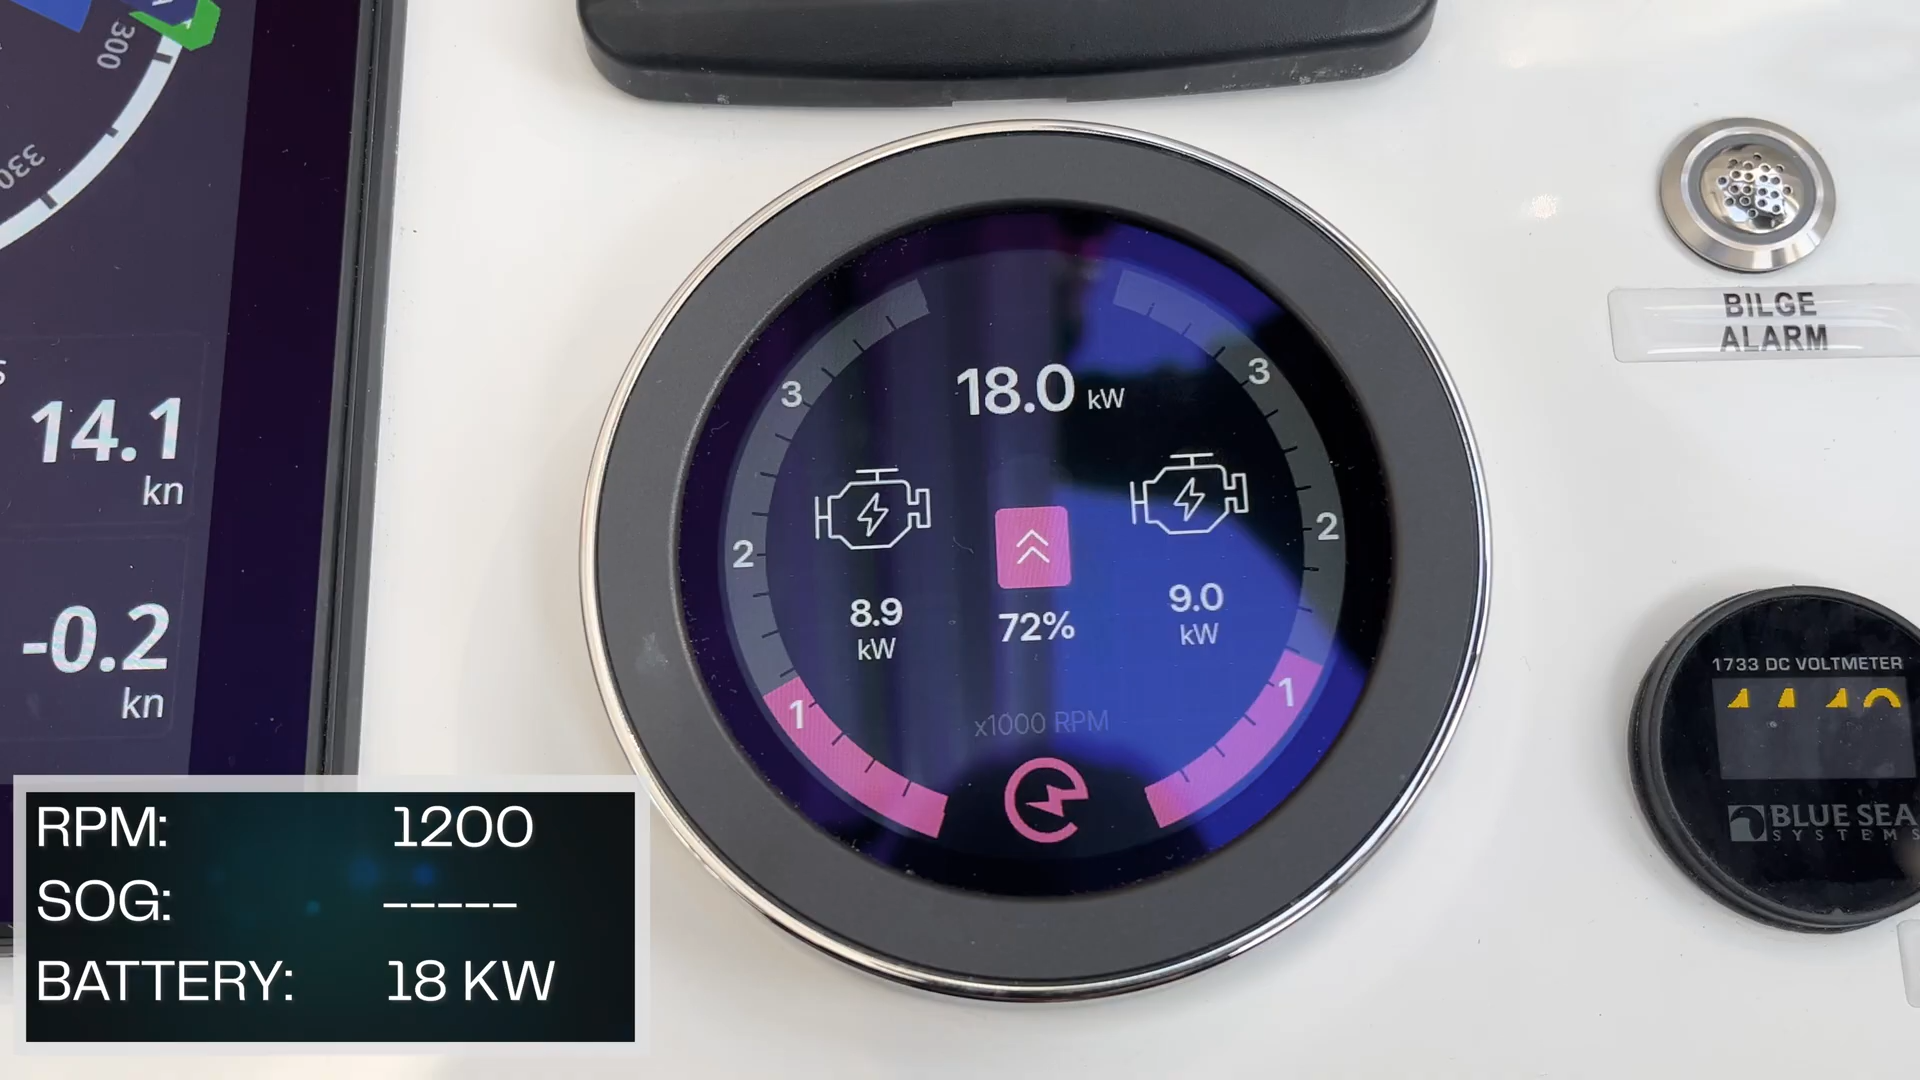 300
330
14.1
kn
-0.2
kn
18.0 kW
3
3
2
2
8.9
kW
72%
9.0
kW
1
1
x1000 RPM
BILGE
ALARM
1733 DC VOLTMETER
BLUE SEA
SYSTEMS
RPM: 1200
SOG: -----
BATTERY: 18 KW